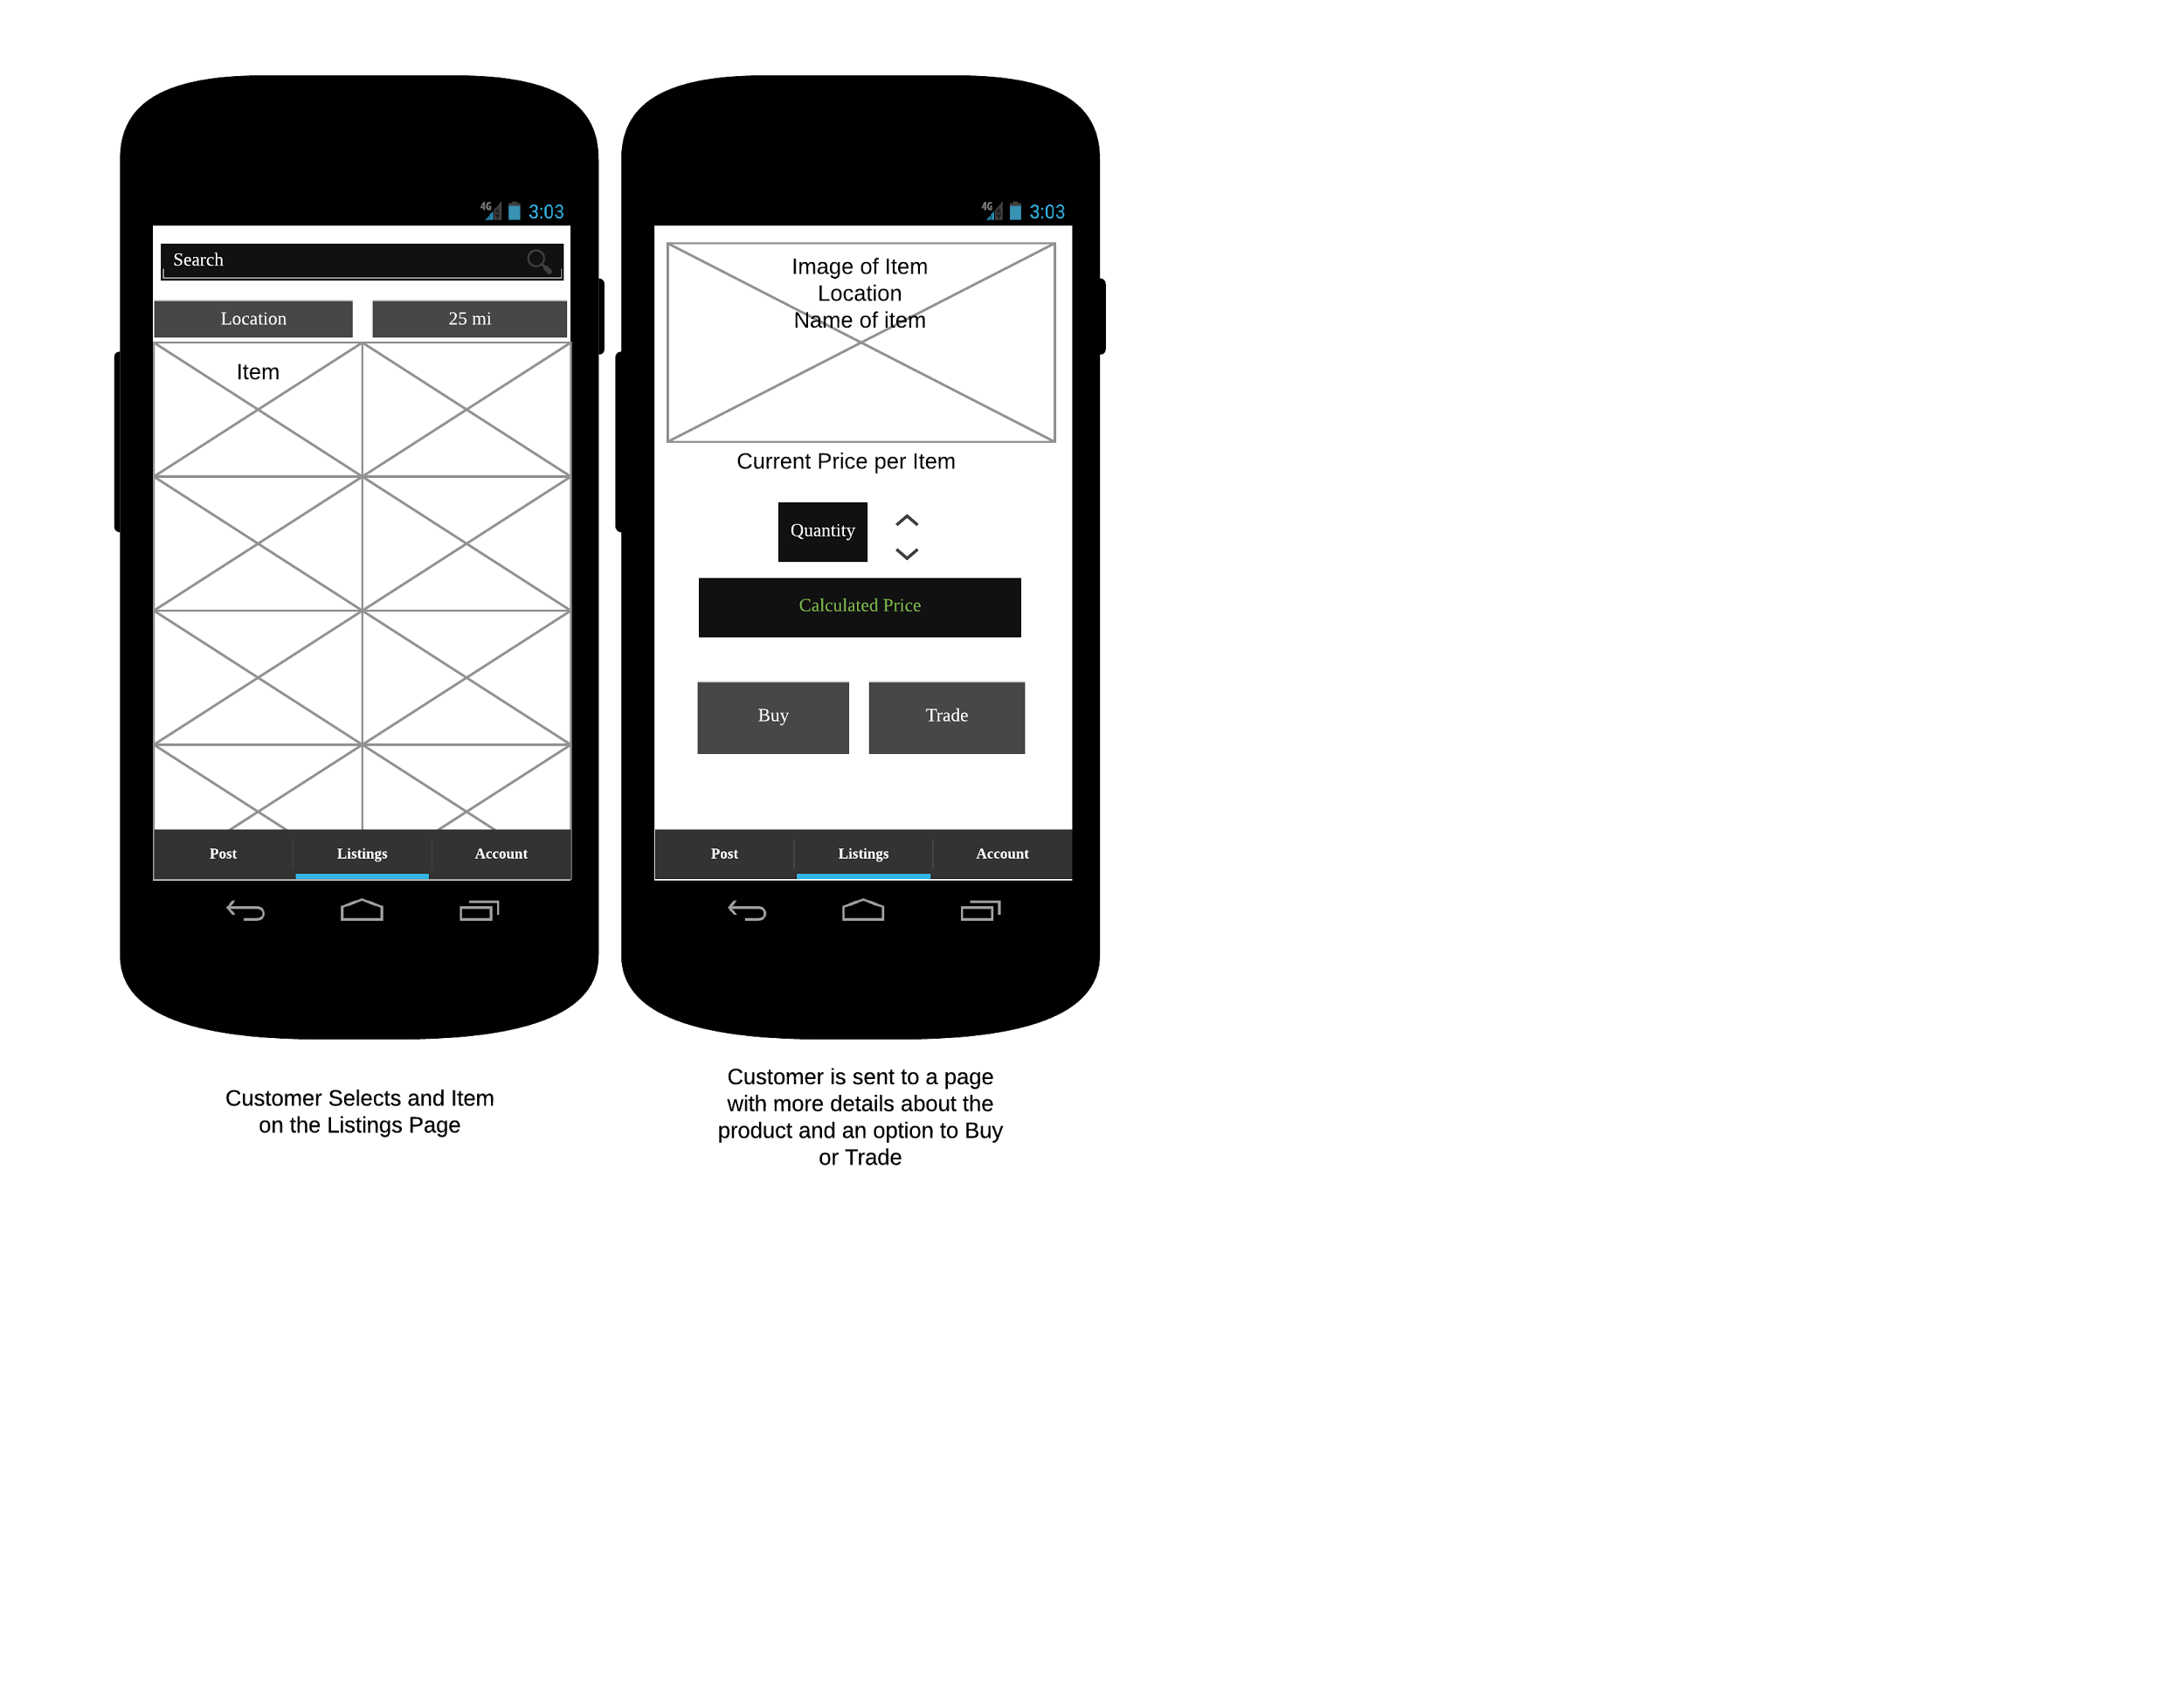 4G 3:03
Search
Location 25 mi
Item
Post Listings Account
Customer Selects and Item
on the Listings Page
4G 3:03
Image of Item
Location
Name of item
Current Price per Item
Quantity
Calculated Price
Buy Trade
Post Listings Account
Customer is sent to a page
with more details about the
product and an option to Buy
or Trade